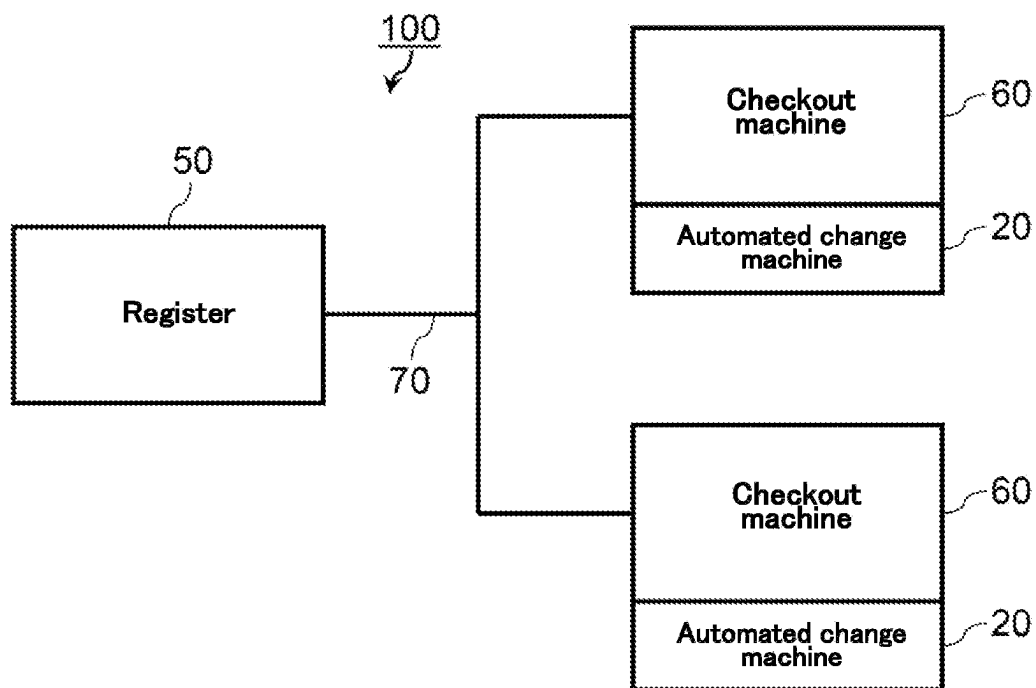 100
50
Register
70
Checkout
machine
60
Automated change
machine
20
Checkout
machine
60
Automated change
machine
20